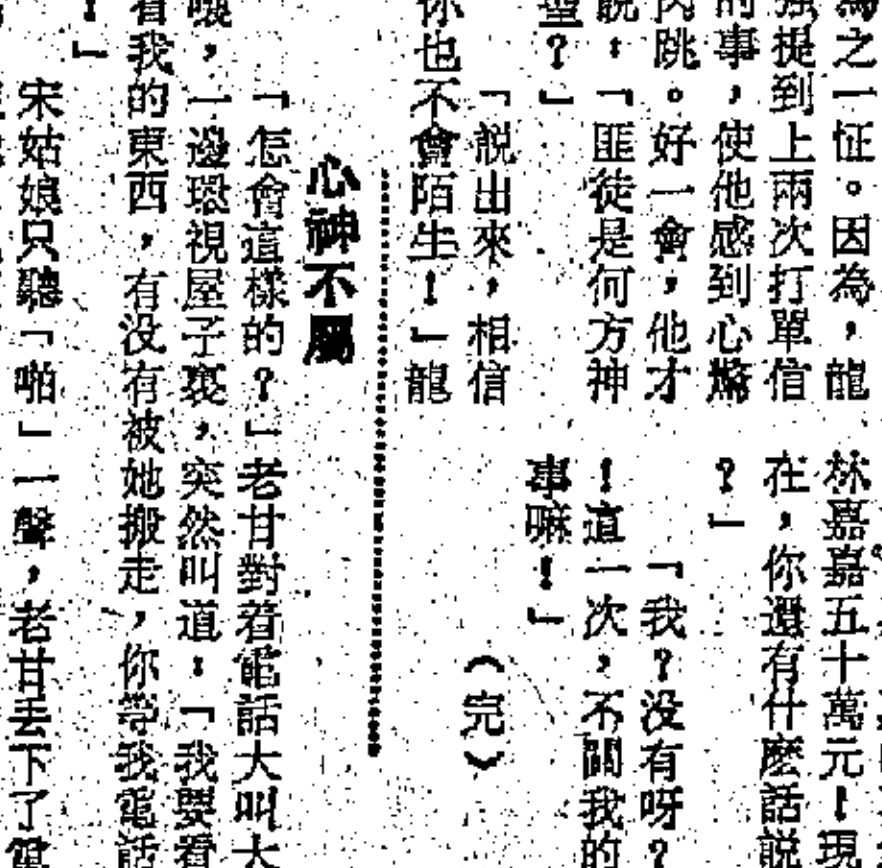 為之一怔。因為，龍
強提到上兩次打單信
的事，使他感到心驚
肉跳。好一會，他才
說：「匪徒是何方神
聖？」
「説出來，相信
你也不會陌生！」龍
林嘉嘉五十萬元！現
在，你還有什麼話説
？」
「我？没有呀？
！這一次，不關我的
事嘛！」
（完）
心神不屬
「怎會這樣的？」老甘對着電話大叫大
嚷，一邊環視屋子裏，突然叫道：「我要看
看我的東西，有没有被她搬走，你等我電話
！」
宋姑娘只聽「啪」一聲，老甘丟下了電